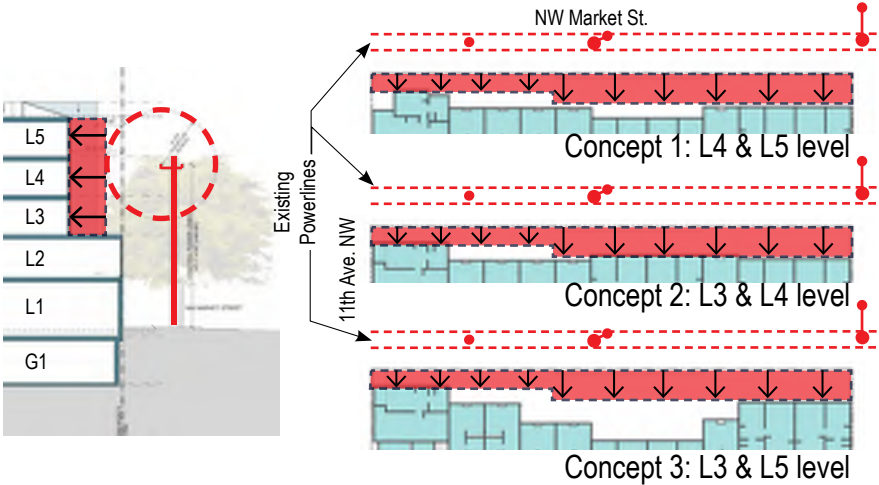 NW Market St.
L5
L4
L3
L2
L1
G1
Existing
Powerlines
11th Ave. NW
Concept 1: L4 & L5 level
Concept 2: L3 & L4 level
Concept 3: L3 & L5 level